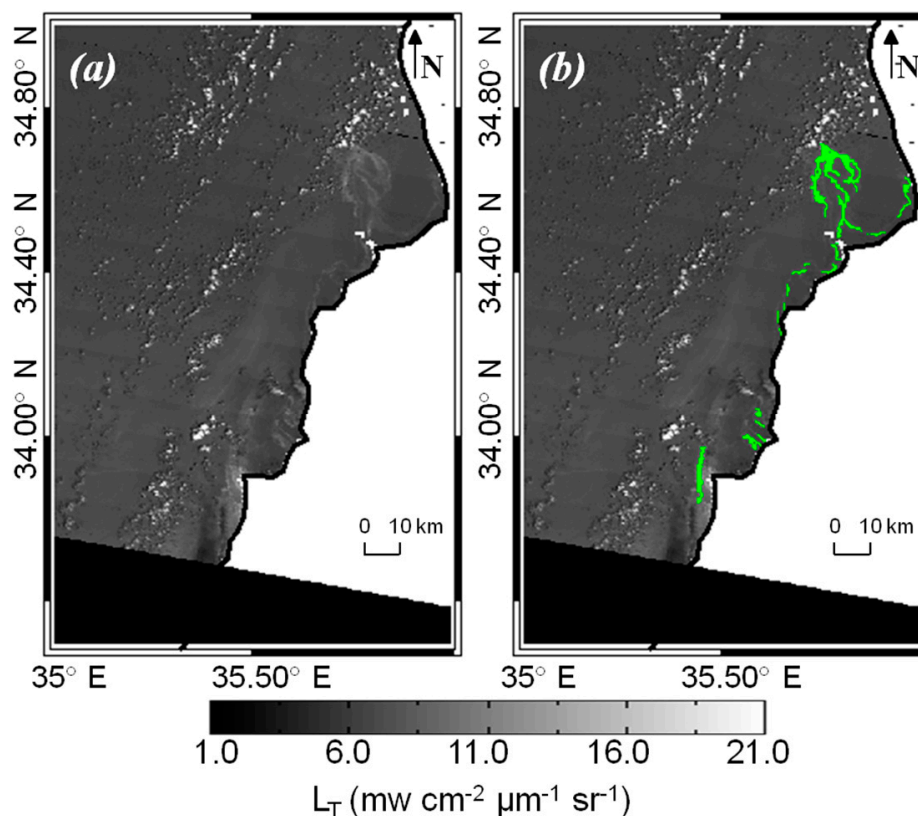 (a)
N
(b)
N
34.80° N
34.40° N
34.00° N
0 10 km
34.80° N
34.40° N
34.00° N
0 10 km
35° E
35.50° E
35° E
35.50° E
1.0 6.0 11.0 16.0 21.0
L_T (mw cm⁻² µm⁻¹ sr⁻¹)